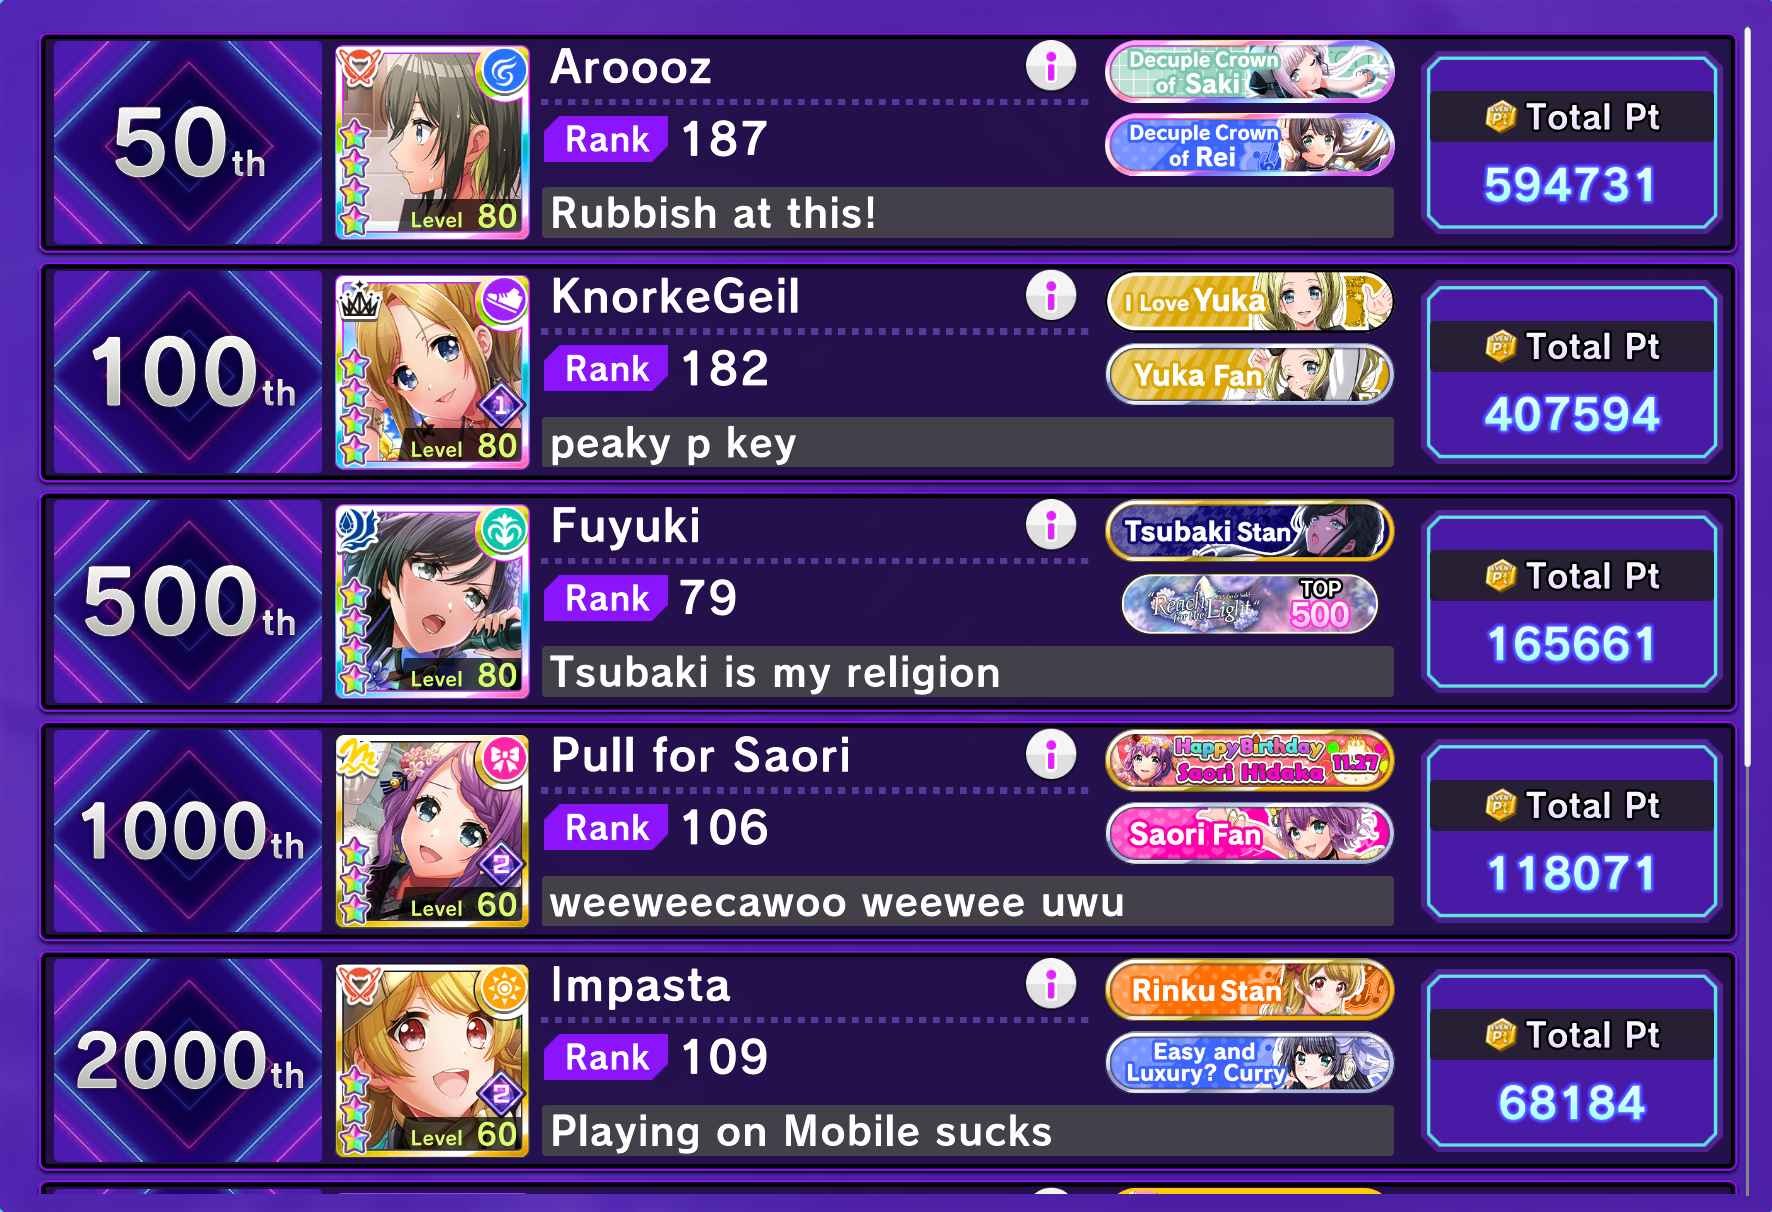 50th
Level 80
Aroooz
Rank 187
Rubbish at this!
Decuple Crown
of Saki
Decuple Crown
of Rei
Total Pt
594731
100th
1
Level 80
KnorkeGeil
Rank 182
peaky p key
I Love Yuka
Yuka Fan
Total Pt
407594
500th
Level 80
Fuyuki
Rank 79
Tsubaki is my religion
Tsubaki Stan
"Reach
for the Light"
TOP
500
Total Pt
165661
1000th
2
Level 60
Pull for Saori
Rank 106
weeweecawoo weewee uwu
Happy Birthday
Saori Hidaka
11.27
Saori Fan
Total Pt
118071
2000th
2
Level 60
Impasta
Rank 109
Playing on Mobile sucks
Rinku Stan
Easy and
Luxury? Curry
Total Pt
68184